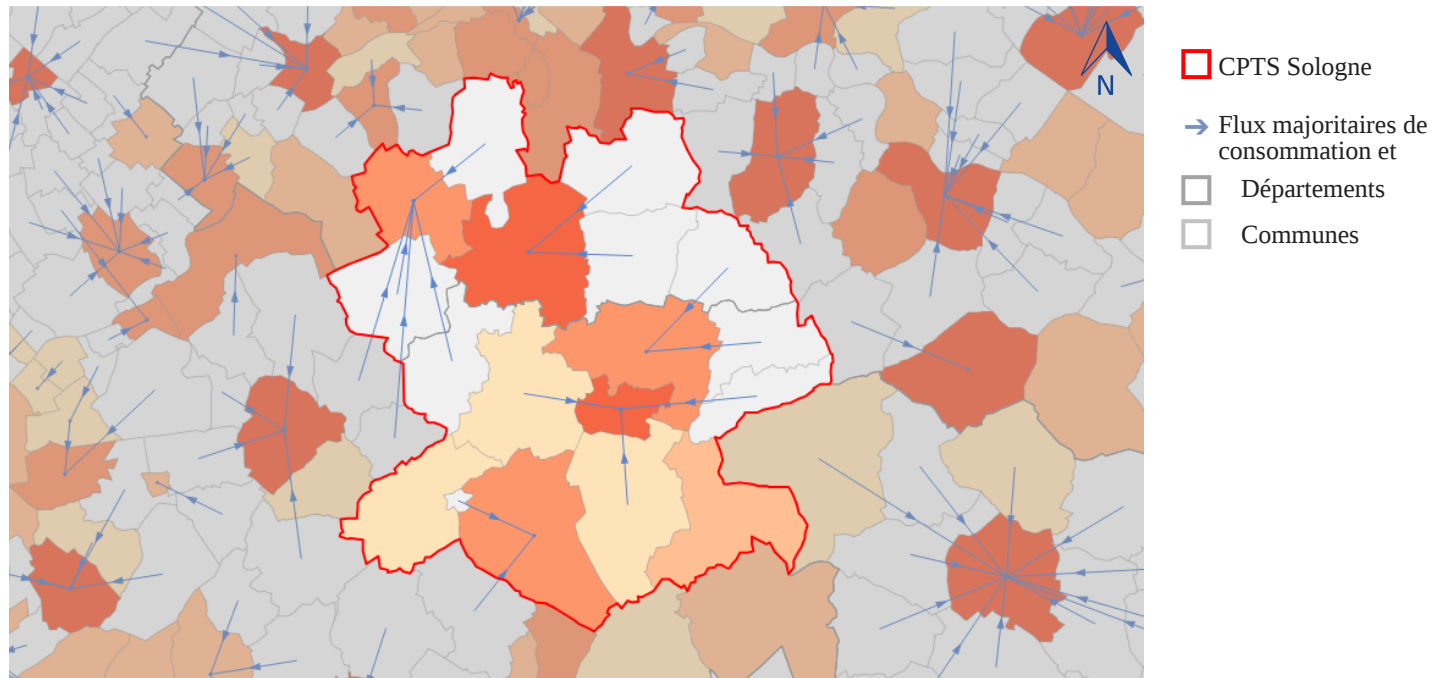 N
CPTS Sologne
Flux majoritaires de
consommation et
Départements
Communes